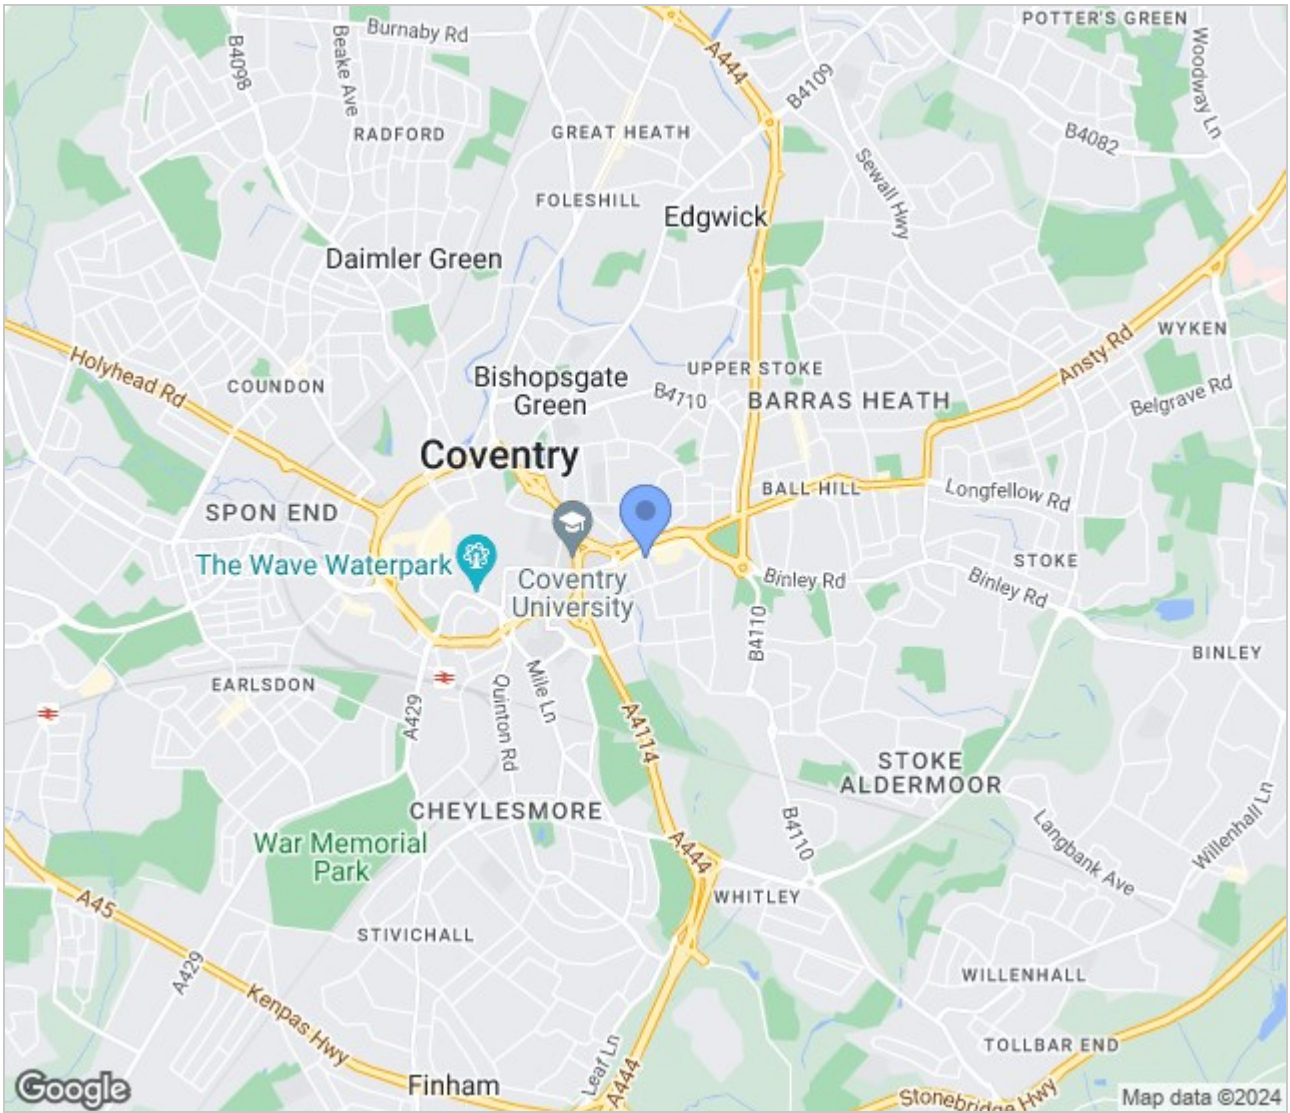 POTTER'S GREEN
Burnaby Rd
B4098
Beake Ave
A444
B4109
Woodway Ln
RADFORD
GREAT HEATH
B4082
Sewall Hwy
FOLESHILL
Edgwick
Daimler Green
WYKEN
Ansty Rd
Holyhead Rd
COUNDON
Bishopsgate
Green
UPPER STOKE
B4710
BARRAS HEATH
Belgrave Rd
Coventry
BALL HILL
Longfellow Rd
SPON END
The Wave Waterpark
Coventry
University
Binley Rd
STOKE
Binley Rd
B4110
BINLEY
EARLSDON
Mile Ln
Quinton Rd
A429
A4114
STOKE
ALDERMOOR
CHEYLESMORE
War Memorial
Park
B4110
Langbank Ave
Willenhall Ln
A444
WHITLEY
A45
STIVICHALL
A429
WILLENHALL
Kenpas Hwy
TOLLBAR END
Leaf Ln
A444
Finham
Stonebridge Hwy
Google
Map data ©2024